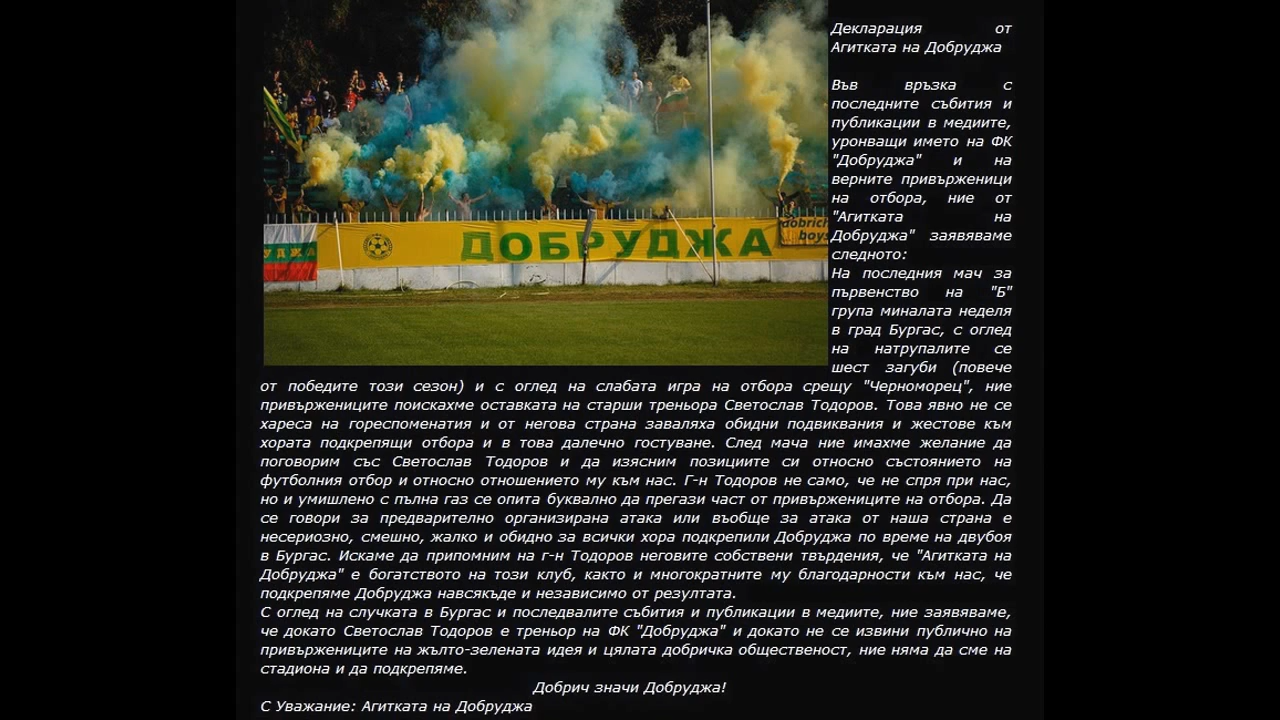 Декларация от
Агитката на Добруджа
Във връзка с
последните събития и
публикации в медиите,
уронващи името на ФК
"Добруджа" и на
верните привърженици
на отбора, ние от
"Агитката на
Добруджа" заявяваме
следното:
На последния мач за
първенство на "Б"
група миналата неделя
в град Бургас, с оглед
на натрупалите се
шест загуби (повече
от победите този сезон) и с оглед на слабата игра на отбора срещу "Черноморец", ние
привържениците поискахме оставката на старши треньора Светослав Тодоров. Това явно не се
хареса на гореспоменатия и от негова страна заваляха обидни подвиквания и жестове към
хората подкрепящи отбора и в това далечно гостуване. След мача ние имахме желание да
поговорим със Светослав Тодоров и да изясним позициите си относно състоянието на
футболния отбор и относно отношението му към нас. Г-н Тодоров не само, че не спря при нас,
но и умишлено с пълна газ се опита буквално да прегази част от привържениците на отбора. Да
се говори за предварително организирана атака или въобще за атака от наша страна е
несериозно, смешно, жалко и обидно за всички хора подкрепили Добруджа по време на двубоя
в Бургас. Искаме да припомним на г-н Тодоров неговите собствени твърдения, че "Агитката на
Добруджа" е богатството на този клуб, както и многократните му благодарности към нас, че
подкрепяме Добруджа навсякъде и независимо от резултата.
С оглед на случката в Бургас и последвалите събития и публикации в медиите, ние заявяваме,
че докато Светослав Тодоров е треньор на ФК "Добруджа" и докато не се извини публично на
привържениците на жълто-зелената идея и цялата добричка общественост, ние няма да сме на
стадиона и да подкрепяме.
Добрич значи Добруджа!
С Уважание: Агитката на Добруджа
ДОБРУДЖА
dobrich
boys
УДЖА